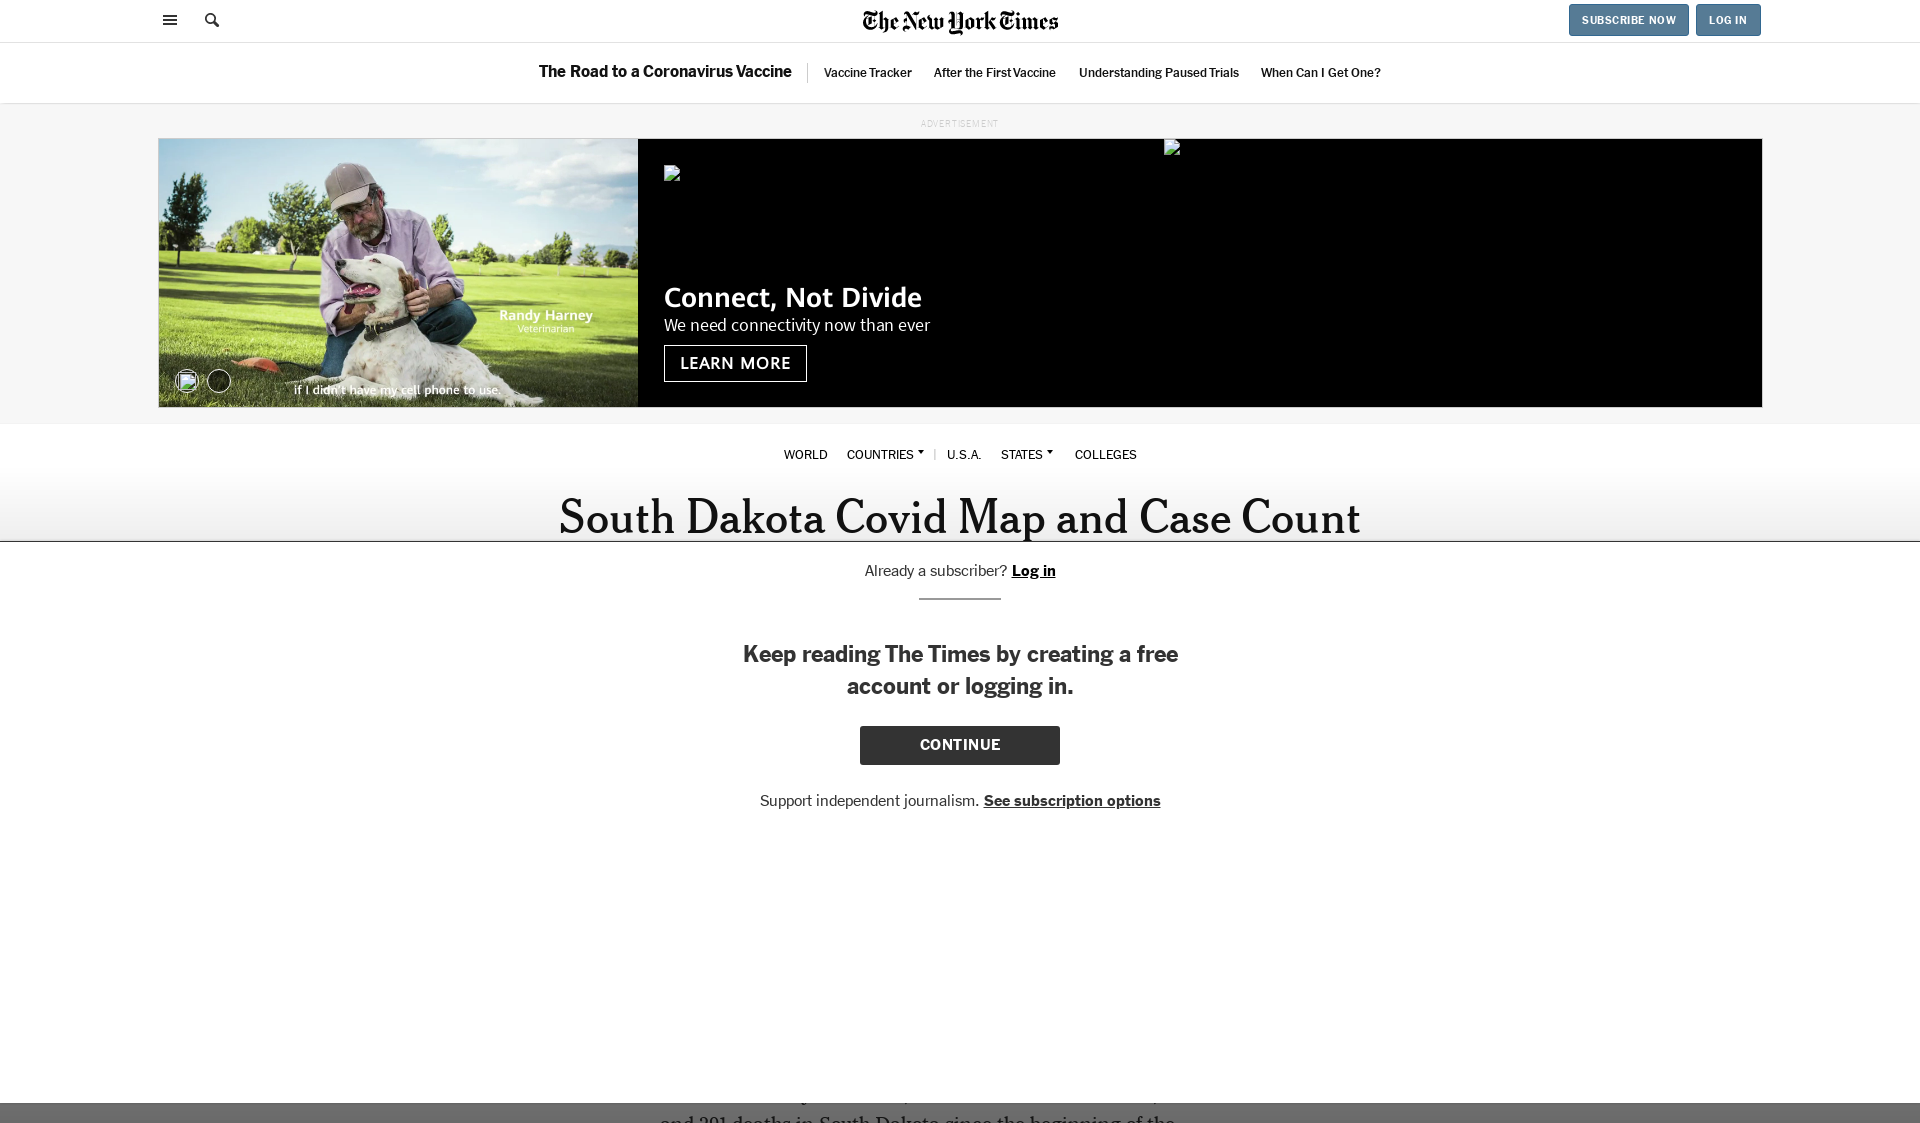 The New York Times
SUBSCRIBE NOW
LOG IN
The Road to a Coronavirus Vaccine
Vaccine Tracker
After the First Vaccine
Understanding Paused Trials
When Can I Get One?
ADVERTISEMENT
Randy Harney
Veterinarian
if I didn't have my cell phone to use.
Connect, Not Divide
We need connectivity now than ever
LEARN MORE
WORLD COUNTRIES | U.S.A. STATES COLLEGES
South Dakota Covid Map and Case Count
Already a subscriber? Log in
Keep reading The Times by creating a free
account or logging in.
CONTINUE
Support independent journalism. See subscription options
deaths in South Dakota since the beginning of the